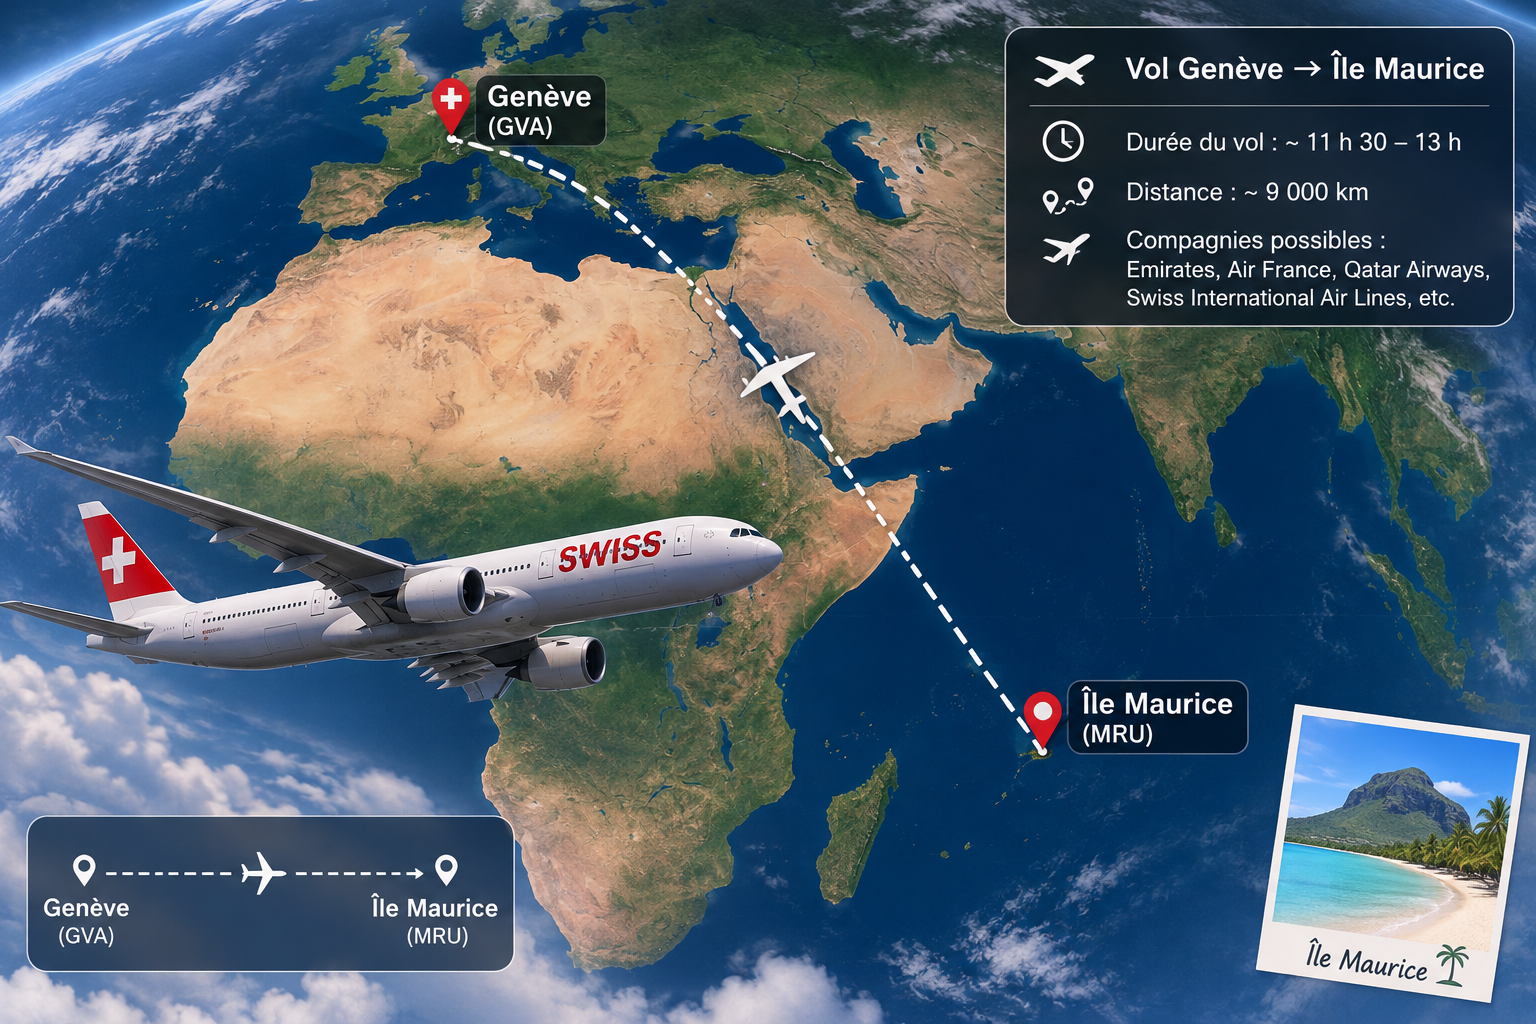 Genève
(GVA)
Vol Genève → Île Maurice
Durée du vol : ~ 11 h 30 – 13 h
Distance : ~ 9 000 km
Compagnies possibles :
Emirates, Air France, Qatar Airways,
Swiss International Air Lines, etc.
SWISS
Île Maurice
(MRU)
Genève
(GVA)
Île Maurice
(MRU)
Île Maurice